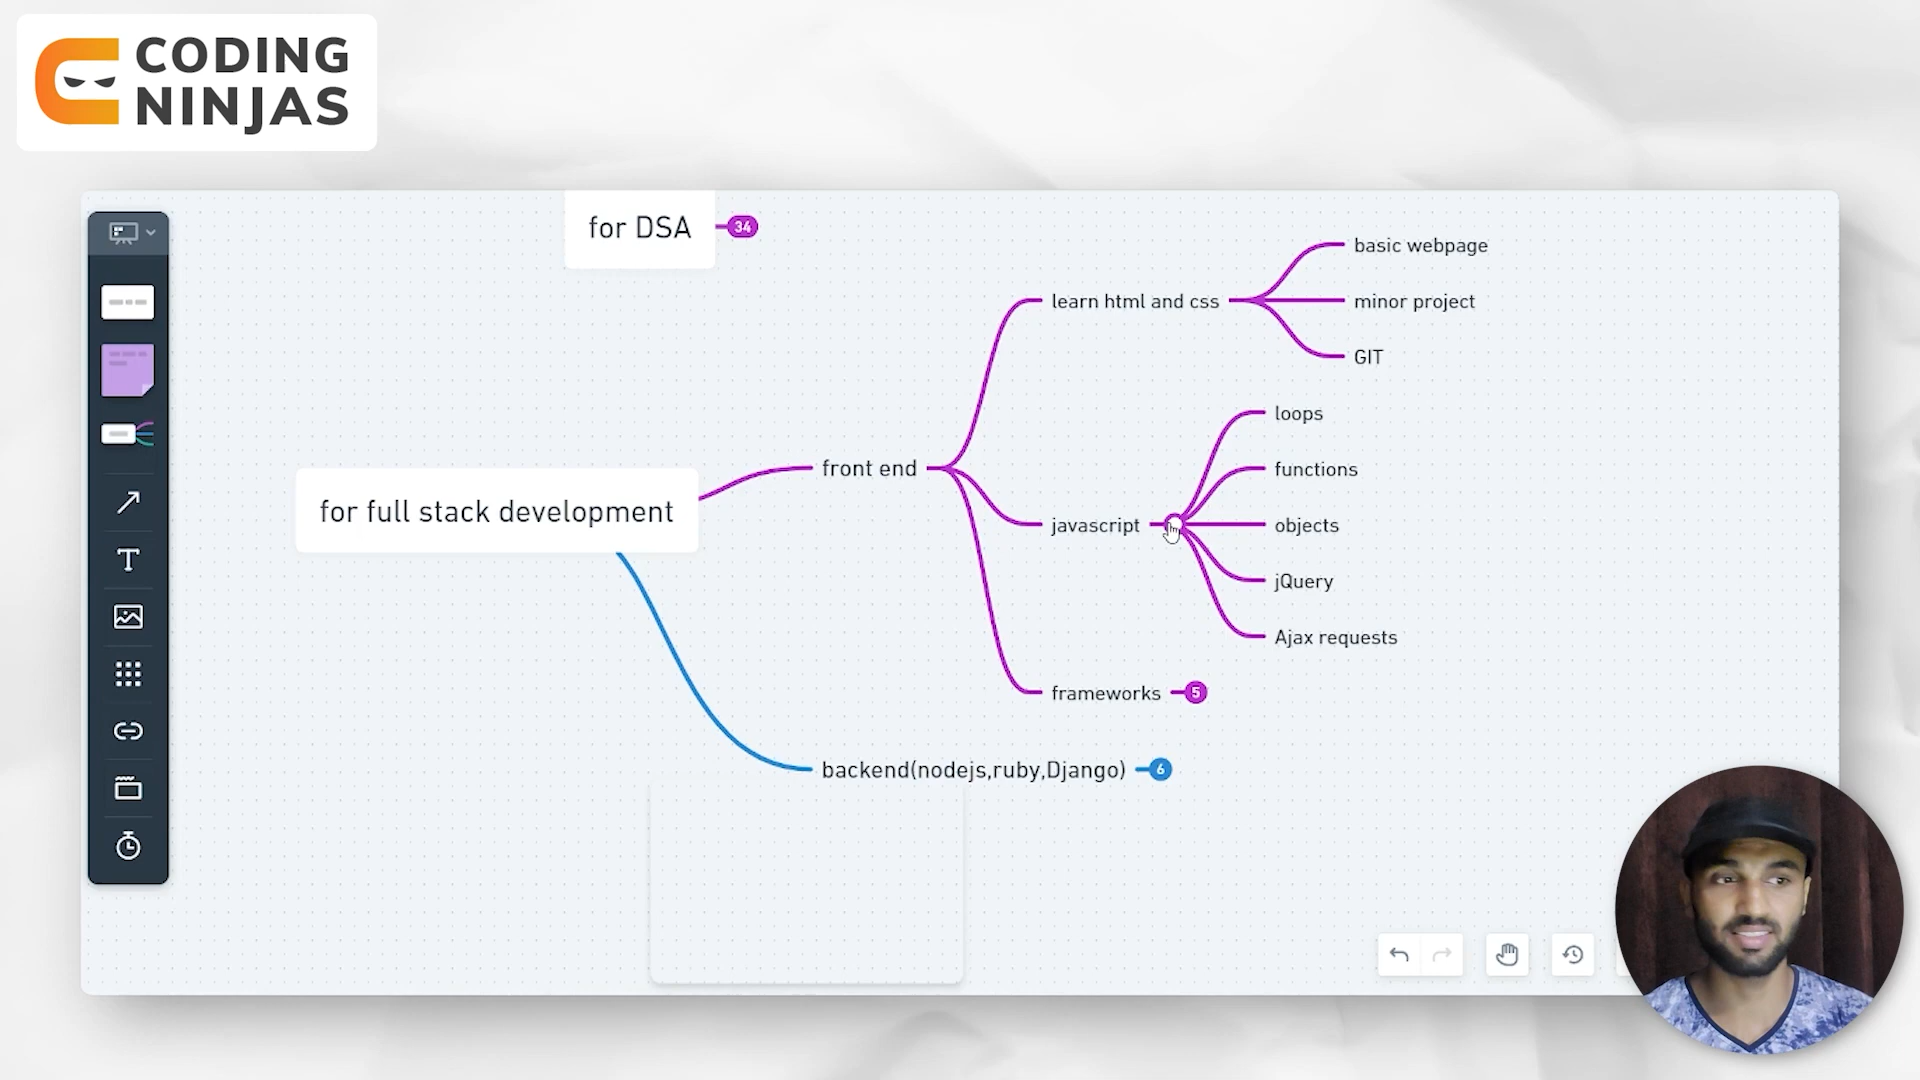 CODING
NINJAS
for DSA
34
basic webpage
learn html and css
minor project
GIT
loops
front end
functions
for full stack development
javascript
objects
jQuery
Ajax requests
frameworks
5
backend(nodejs,ruby,Django)
6
T